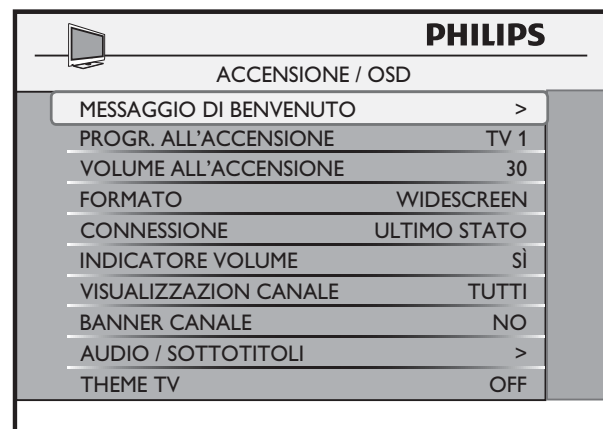 PHILIPS
ACCENSIONE / OSD
MESSAGGIO DI BENVENUTO >
PROGR. ALL'ACCENSIONE TV 1
VOLUME ALL'ACCENSIONE 30
FORMATO WIDESCREEN
CONNESSIONE ULTIMO STATO
INDICATORE VOLUME SÌ
VISUALIZZAZION CANALE TUTTI
BANNER CANALE NO
AUDIO / SOTTOTITOLI >
THEME TV OFF